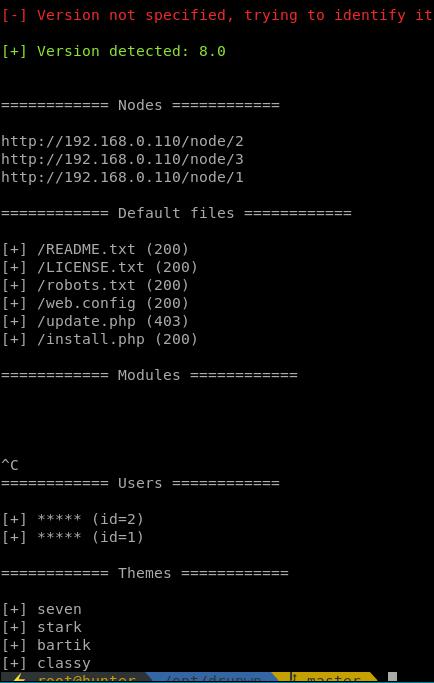 [-] Version not specified, trying to identify it
[+] Version detected: 8.0
============ Nodes ============
http://192.168.0.110/node/2
http://192.168.0.110/node/3
http://192.168.0.110/node/1
============ Default files ============
[+] /README.txt (200)
[+] /LICENSE.txt (200)
[+] /robots.txt (200)
[+] /web.config (200)
[+] /update.php (403)
[+] /install.php (200)
============ Modules ============
^C
============ Users ============
[+] ***** (id=2)
[+] ***** (id=1)
============ Themes ============
[+] seven
[+] stark
[+] bartik
[+] classy
root@hunter /opt/drupwn master